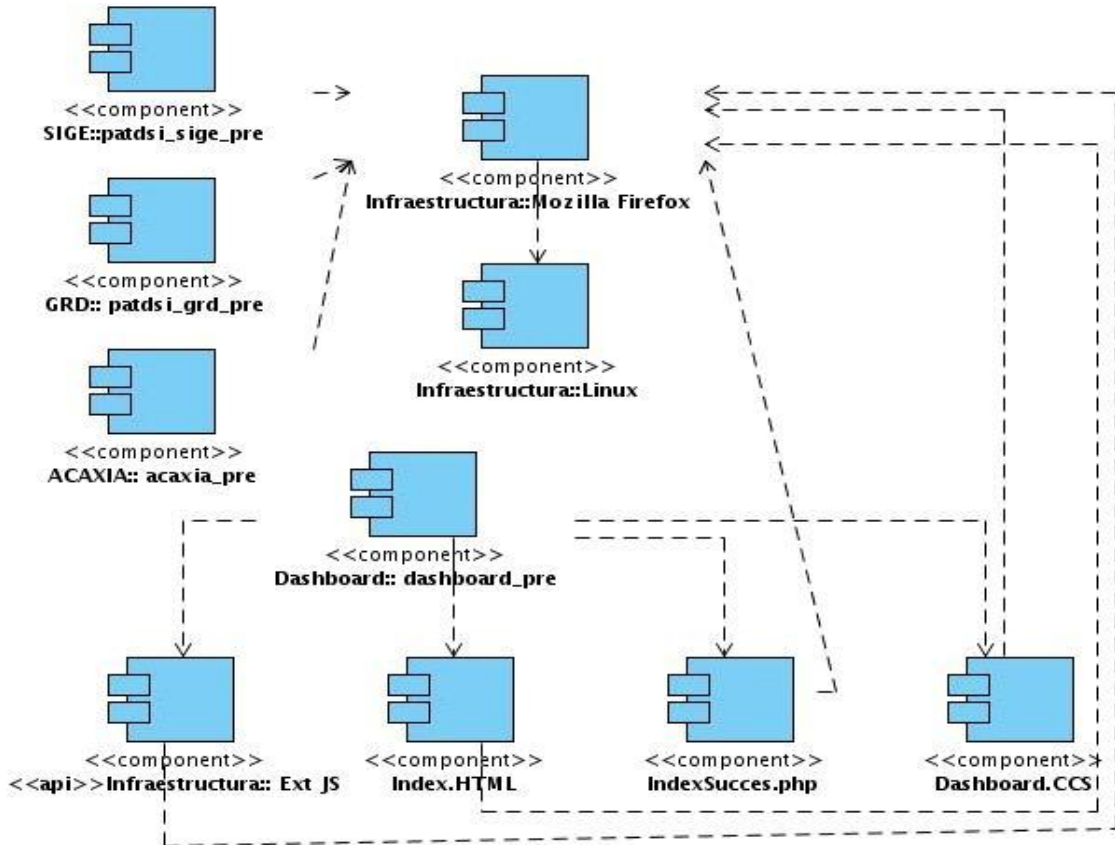 <<component>>
SIGE::patdsi_sige_pre
<<component>>
Infraestructura::Mozilla Firefox
<<component>>
GRD:: patdsi_grd_pre
<<component>>
Infraestructura::Linux
<<component>>
ACAXIA:: acaxia_pre
<<component>>
Dashboard:: dashboard_pre
<<component>>
<<api>>Infraestructura:: Ext JS
<<component>>
Index.HTML
<<component>>
IndexSucces.php
<<component>>
Dashboard.CCS